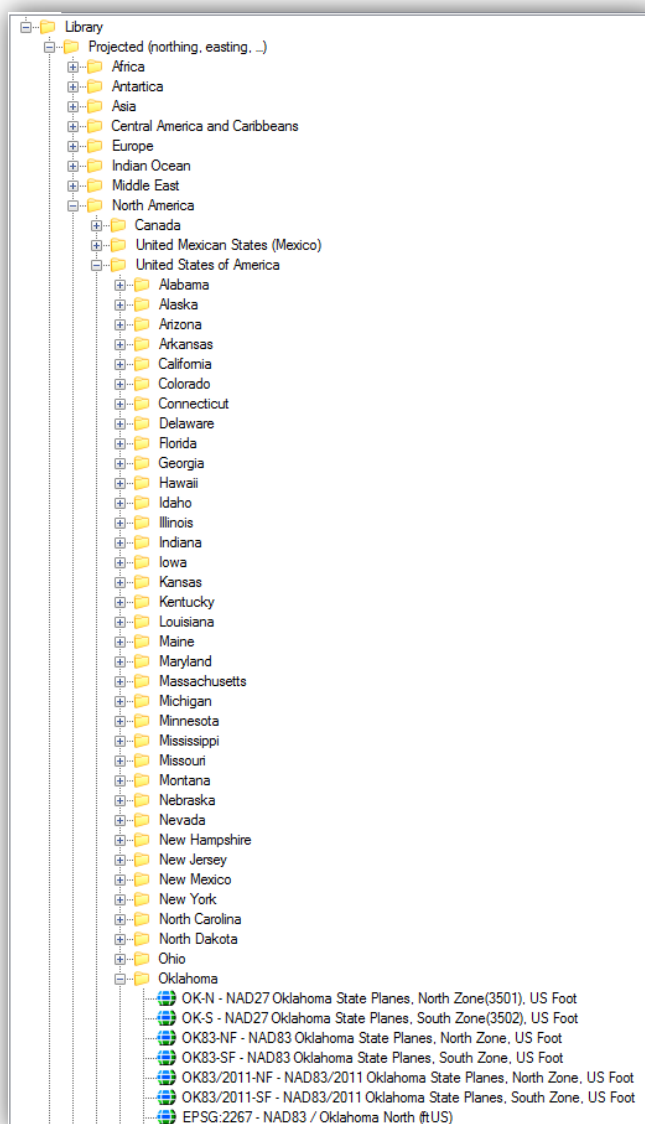 Library
Projected (northing, easting, ...)
Africa
Antartica
Asia
Central America and Caribbeans
Europe
Indian Ocean
Middle East
North America
Canada
United Mexican States (Mexico)
United States of America
Alabama
Alaska
Arizona
Arkansas
California
Colorado
Connecticut
Delaware
Florida
Georgia
Hawaii
Idaho
Illinois
Indiana
Iowa
Kansas
Kentucky
Louisiana
Maine
Maryland
Massachusetts
Michigan
Minnesota
Mississippi
Missouri
Montana
Nebraska
Nevada
New Hampshire
New Jersey
New Mexico
New York
North Carolina
North Dakota
Ohio
Oklahoma
OK-N - NAD27 Oklahoma State Planes, North Zone(3501), US Foot
OK-S - NAD27 Oklahoma State Planes, South Zone(3502), US Foot
OK83-NF - NAD83 Oklahoma State Planes, North Zone, US Foot
OK83-SF - NAD83 Oklahoma State Planes, South Zone, US Foot
OK83/2011-NF - NAD83/2011 Oklahoma State Planes, North Zone, US Foot
OK83/2011-SF - NAD83/2011 Oklahoma State Planes, South Zone, US Foot
EPSG:2267 - NAD83 / Oklahoma North (ftUS)